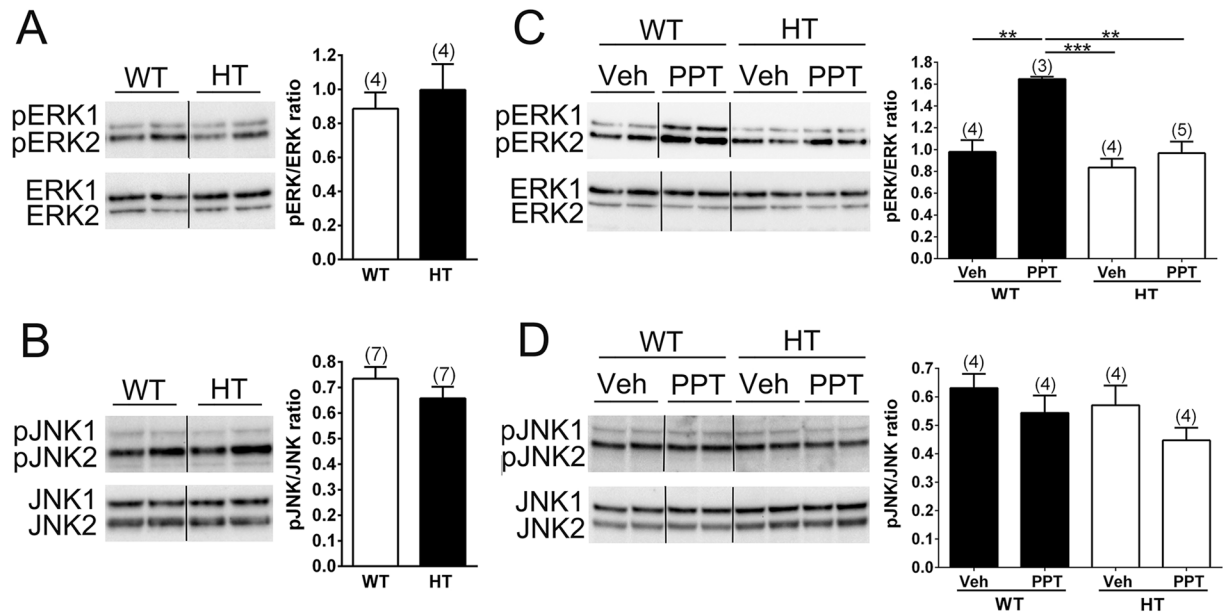 A
WT HT
pERK1
pERK2
ERK1
ERK2
pERK/ERK ratio
1.2
1.0
0.8
0.6
0.4
0.2
0.0
(4)
(4)
WT HT
C
WT HT
Veh PPT Veh PPT
pERK1
pERK2
ERK1
ERK2
pERK/ERK ratio
1.8
1.6
1.4
1.2
1.0
0.8
0.6
0.4
0.2
0.0
** **
***
(4)
(3)
(4)
(5)
Veh PPT Veh PPT
WT HT
B
WT HT
pJNK1
pJNK2
JNK1
JNK2
pJNK/JNK ratio
0.8
0.7
0.6
0.5
0.4
0.3
0.2
0.1
0.0
(7)
(7)
WT HT
D
WT HT
Veh PPT Veh PPT
pJNK1
pJNK2
JNK1
JNK2
pJNK/JNK ratio
0.7
0.6
0.5
0.4
0.3
0.2
0.1
0.0
(4)
(4)
(4)
(4)
Veh PPT Veh PPT
WT HT